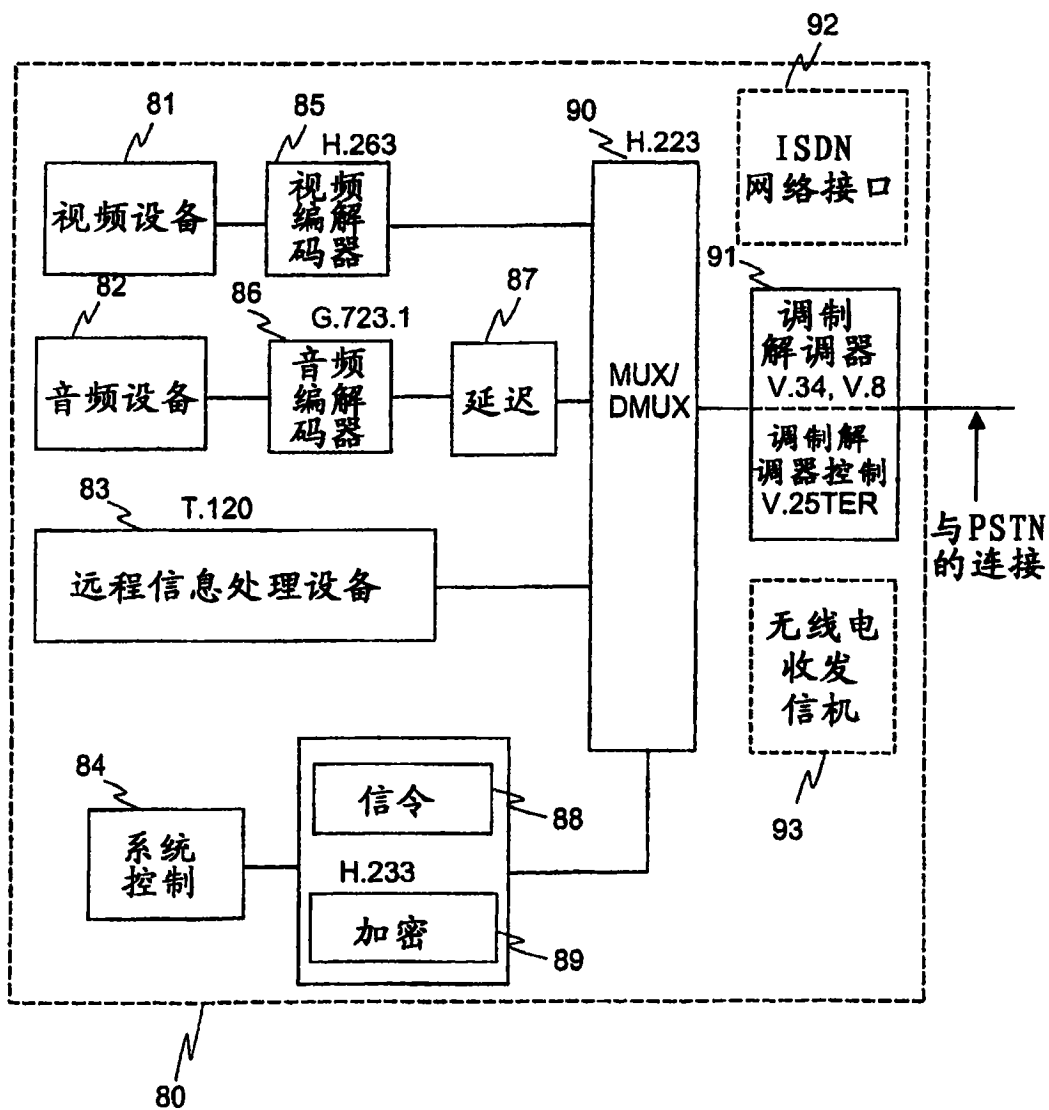 92
81
85
90
H.263
H.223
ISDN
网络接口
视频设备
视频
编解
码器
91
82
86
87
G.723.1
调制
解调器
V.34, V.8
音频设备
音频
编解
码器
延迟
MUX/
DMUX
调制解
调器控制
V.25TER
83
T.120
与PSTN
的连接
远程信息处理设备
无线电
收发
信机
84
信令
88
93
系统
控制
H.233
加密
89
80